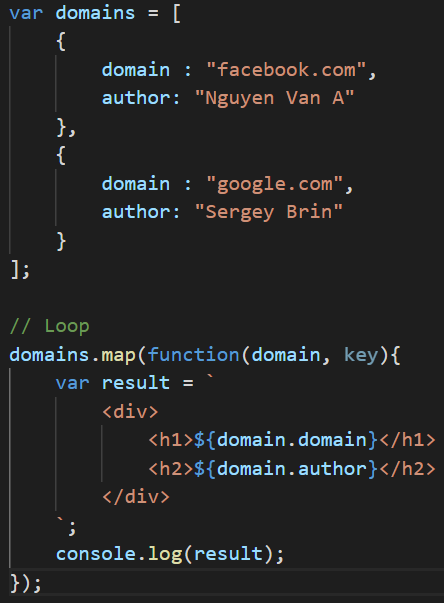 var domains = [
    {
        domain : "facebook.com",
        author: "Nguyen Van A"
    },
    {
        domain : "google.com",
        author: "Sergey Brin"
    }
];

// Loop
domains.map(function(domain, key){
    var result = `
        <div>
            <h1>${domain.domain}</h1>
            <h2>${domain.author}</h2>
        </div>
    `;
    console.log(result);
});